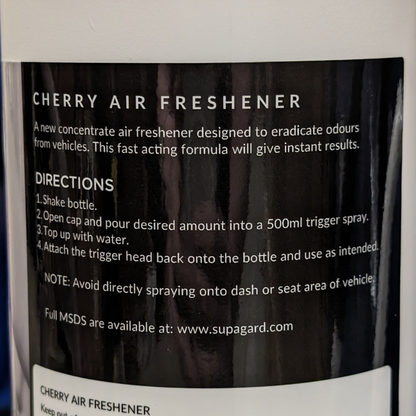 CHERRY AIR FRESHENER
A new concentrate air freshener designed to eradicate odours
from vehicles. This fast acting formula will give instant results.
DIRECTIONS
1.Shake bottle.
2.Open cap and pour desired amount into a 500ml trigger spray.
3.Top up with water.
4.Attach the trigger head back onto the bottle and use as intended.
NOTE: Avoid directly spraying onto dash or seat area of vehicle.
Full MSDS are available at: www.supagard.com
CHERRY AIR FRESHENER
Keep out